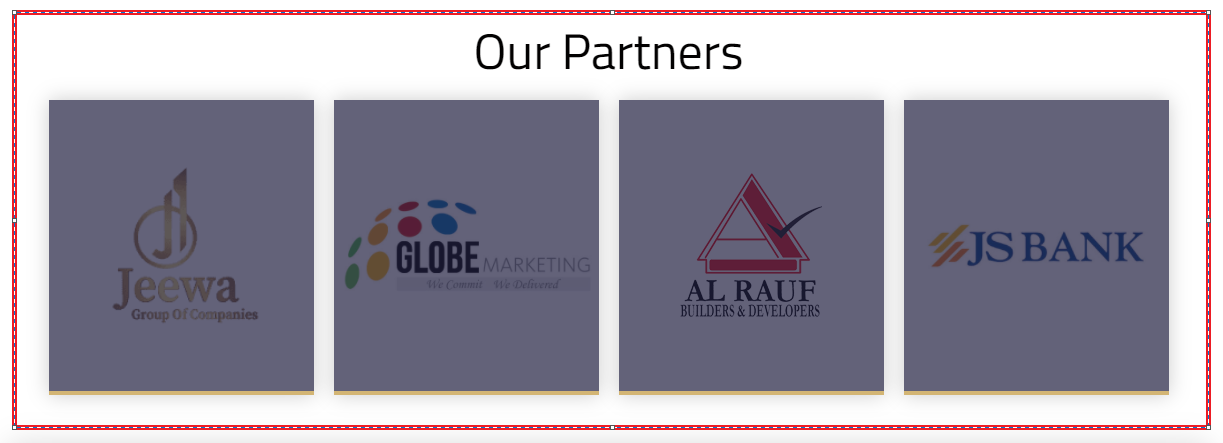 Our Partners
Jeewa
Group Of Companies
GLOBE MARKETING
We Commit We Delivered
AL RAUF
BUILDERS & DEVELOPERS
JS BANK